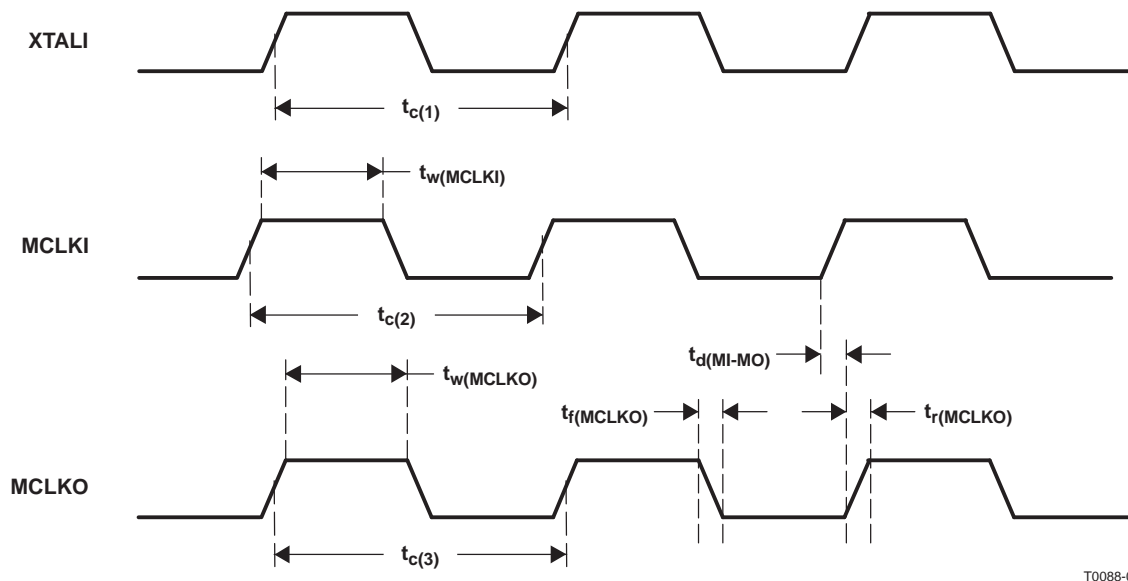 XTALI
tc(1)
tw(MCLKI)
MCLKI
tc(2)
td(MI-MO)
tw(MCLKO)
tf(MCLKO)
tr(MCLKO)
MCLKO
tc(3)